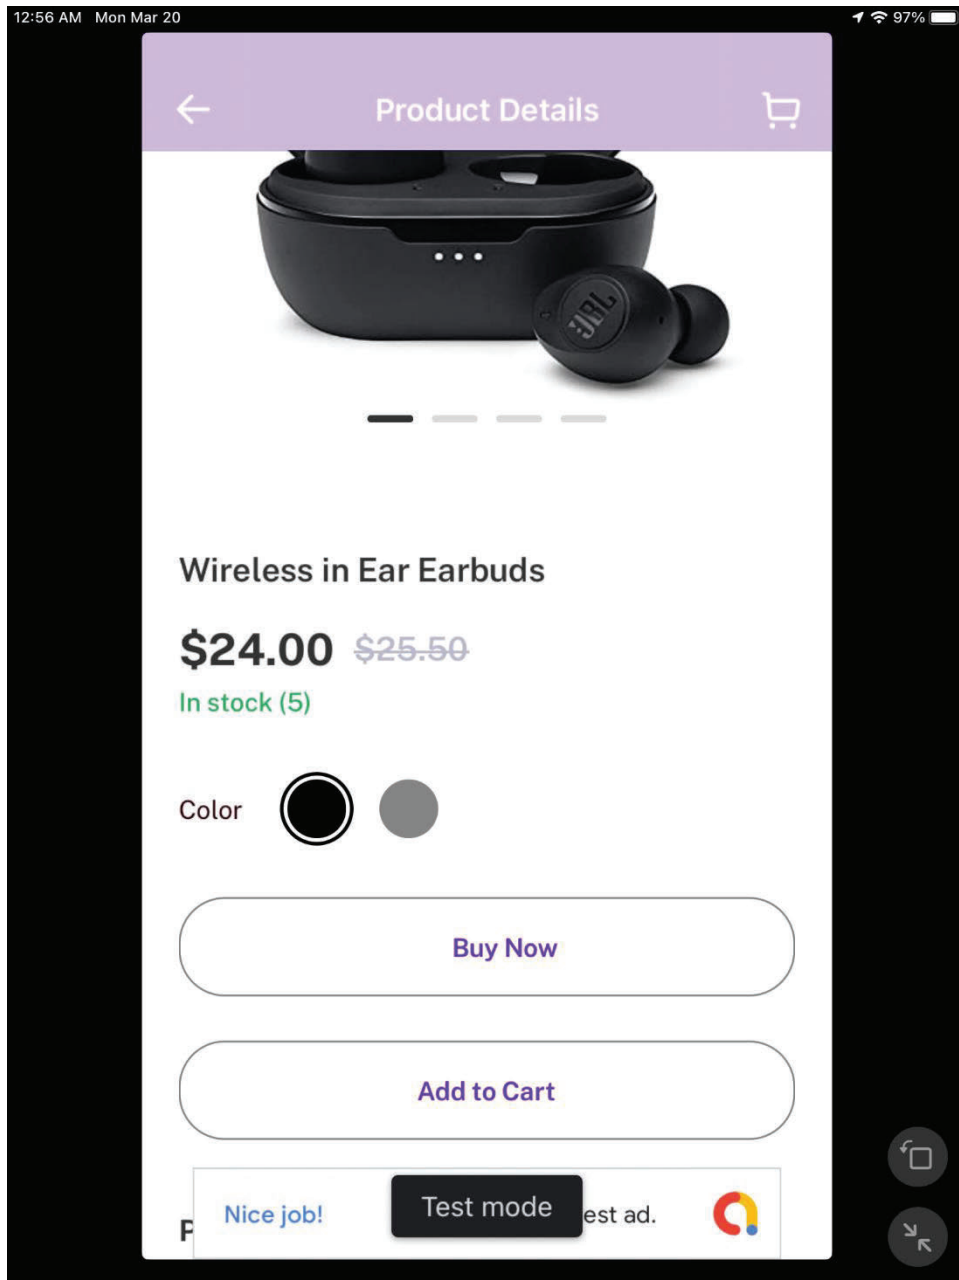 12:56 AM Mon Mar 20 97%
Product Details
JBL
Wireless in Ear Earbuds
$24.00 $25.50
In stock (5)
Color
Buy Now
Add to Cart
P
Nice job! Test mode est ad.